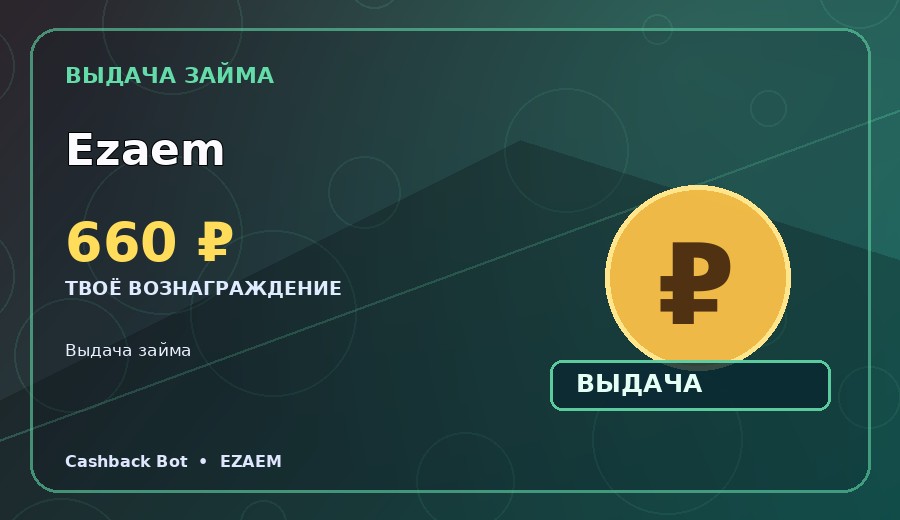 ВЫДАЧА ЗАЙМА
Ezaem
660 ₽
ТВОЁ ВОЗНАГРАЖДЕНИЕ
₽
Выдача займа
ВЫДАЧА
Cashback Bot • EZAEM